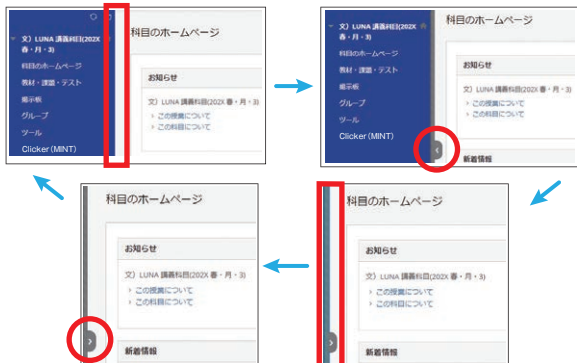 文）LUNA 講義科目(202X
春・月・3)
科目のホームページ
教材・課題・テスト
掲示板
グループ
ツール
Clicker (MINT)
科目のホームページ
お知らせ
文）LUNA 講義科目(202X 春・月・3)
› この授業について
› この科目について
文）LUNA 講義科目(202X
春・月・3)
科目のホームページ
教材・課題・テスト
掲示板
グループ
ツール
Clicker (MINT)
科目のホームページ
お知らせ
文）LUNA 講義科目(202X 春・月・3)
› この授業について
› この科目について
新着情報
科目のホームページ
お知らせ
文）LUNA 講義科目(202X 春・月・3)
› この授業について
› この科目について
新着情報
科目のホームページ
お知らせ
文）LUNA 講義科目(202X 春・月・3)
› この授業について
› この科目について
新着情報